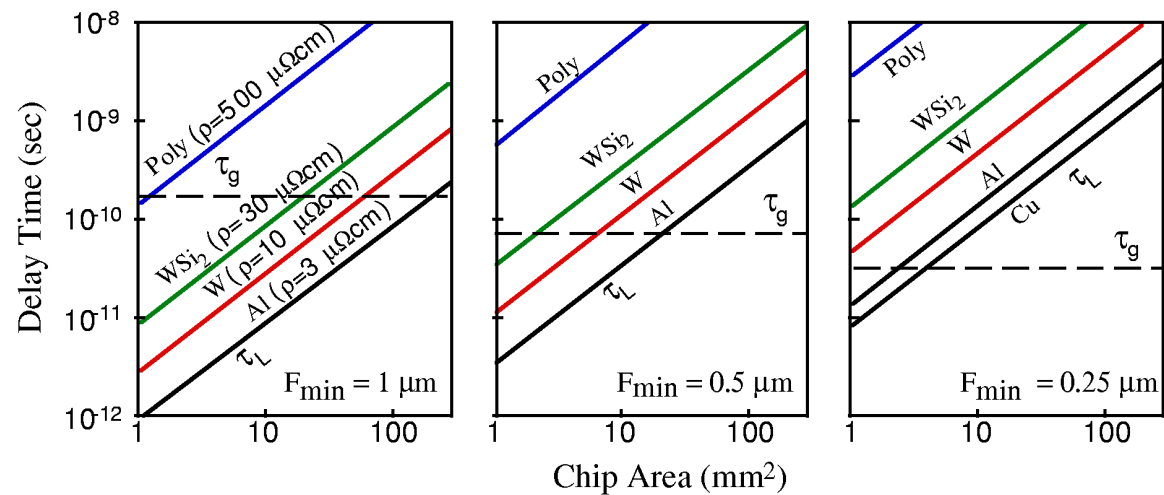 Delay Time (sec)
10-8
10-9
10-10
10-11
10-12
Poly (ρ=500 μΩcm)
τg
WSi2 (ρ=30 μΩcm)
W (ρ=10 μΩcm)
Al (ρ=3 μΩcm)
τL
Fmin = 1 μm
1 10 100
Poly
WSi2
W
Al
τg
τL
Fmin = 0.5 μm
1 10 100
Poly
WSi2
W
Al
τL
Cu
τg
Fmin = 0.25 μm
1 10 100
Chip Area (mm2)